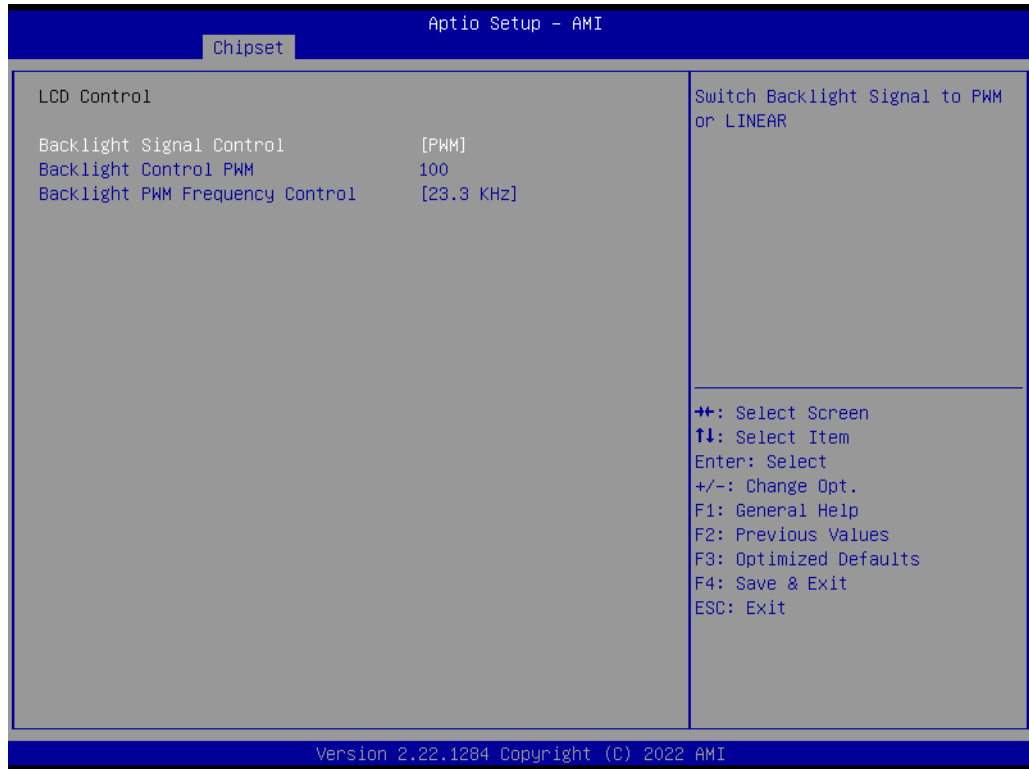 Aptio Setup – AMI
Chipset
LCD Control
Backlight Signal Control [PWM]
Backlight Control PWM 100
Backlight PWM Frequency Control [23.3 KHz]
Switch Backlight Signal to PWM
or LINEAR
→←: Select Screen
↑↓: Select Item
Enter: Select
+/-: Change Opt.
F1: General Help
F2: Previous Values
F3: Optimized Defaults
F4: Save & Exit
ESC: Exit
Version 2.22.1284 Copyright (C) 2022 AMI